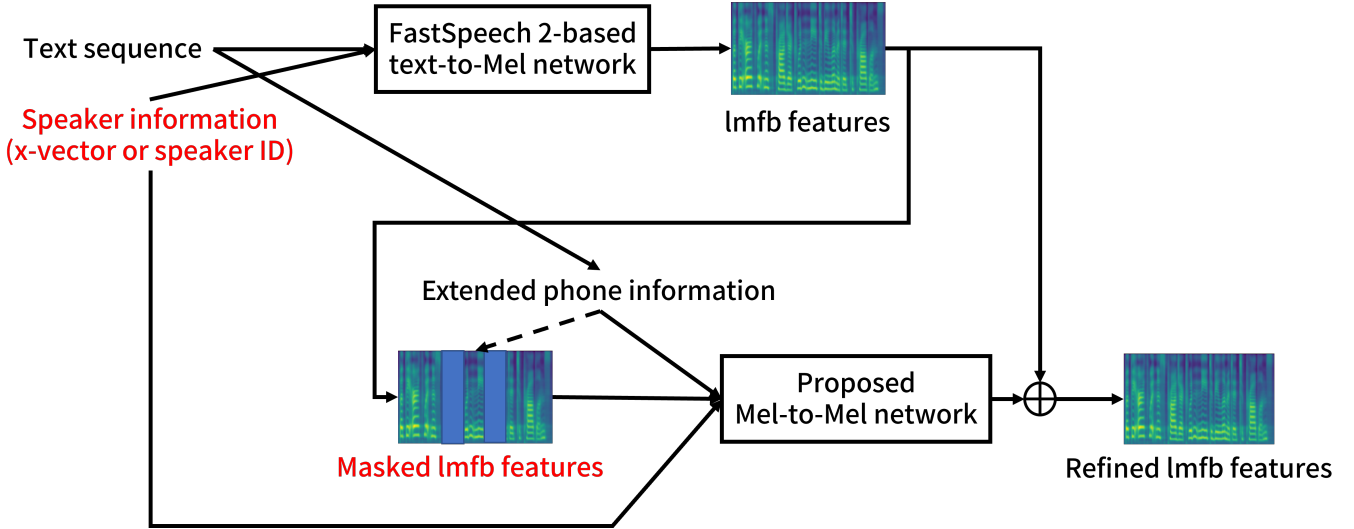 Text sequence
FastSpeech 2-based
text-to-Mel network
Speaker information
(x-vector or speaker ID)
lmfb features
Extended phone information
Proposed
Mel-to-Mel network
Masked lmfb features
Refined lmfb features